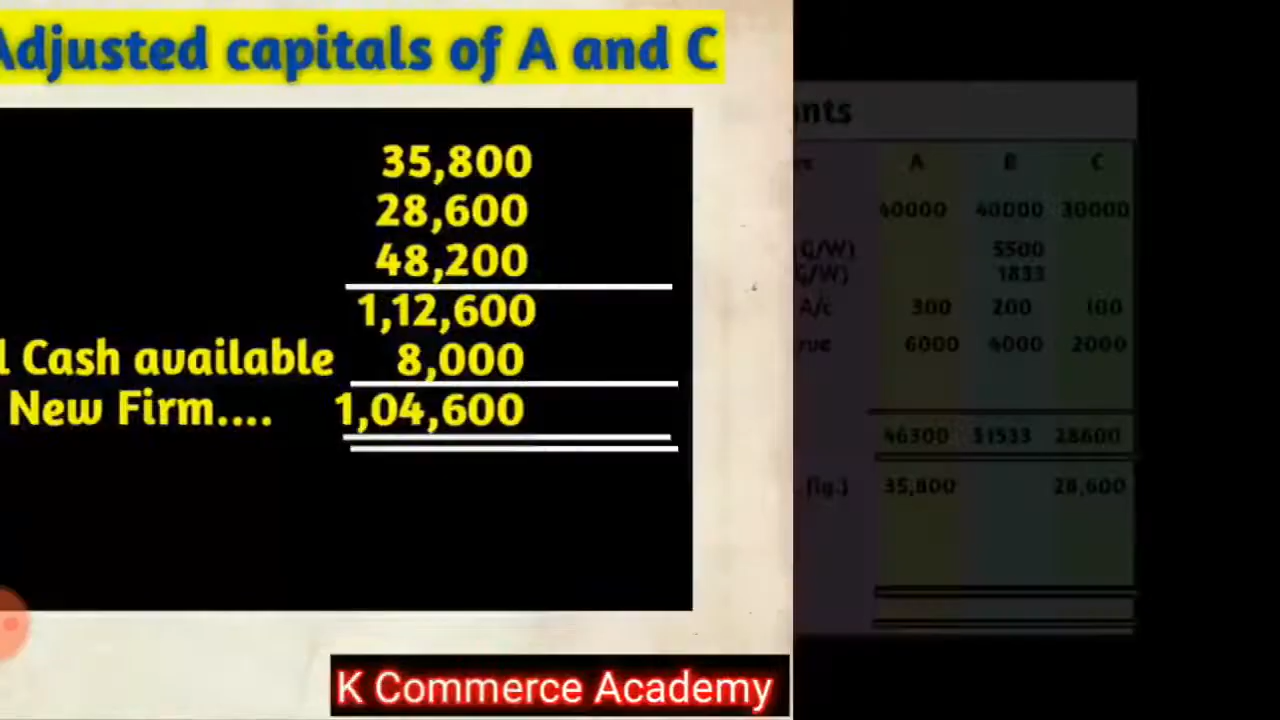 Adjusted capitals of A and C
35,800
28,600
48,200
1,12,600
l Cash available 8,000
New Firm.... 1,04,600
nts
A B C
40000 40000 30000
G/W) 5500
G/W) 1833
A/c 300 200 100
6000 4000 2000
46300 51533 28600
fig.) 35,800 28,600
K Commerce Academy